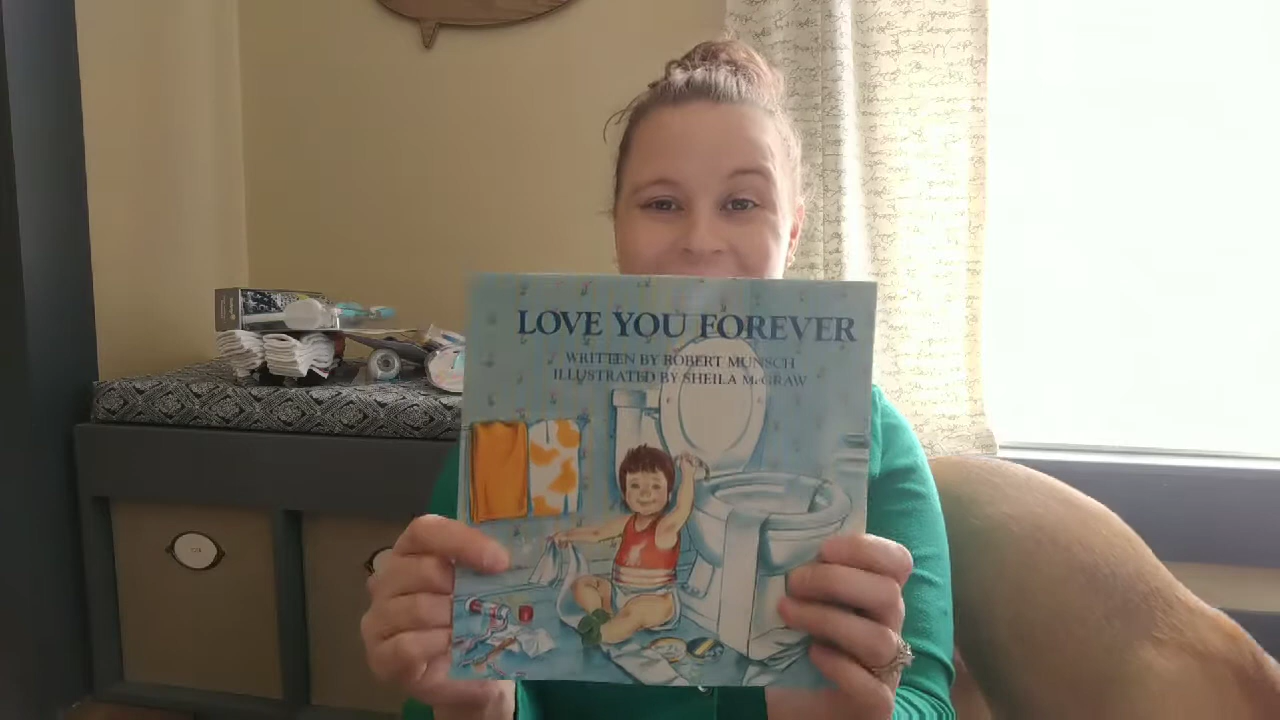 LOVE YOU FOREVER
WRITTEN BY ROBERT MUNSCH
ILLUSTRATED BY SHEILA McGRAW